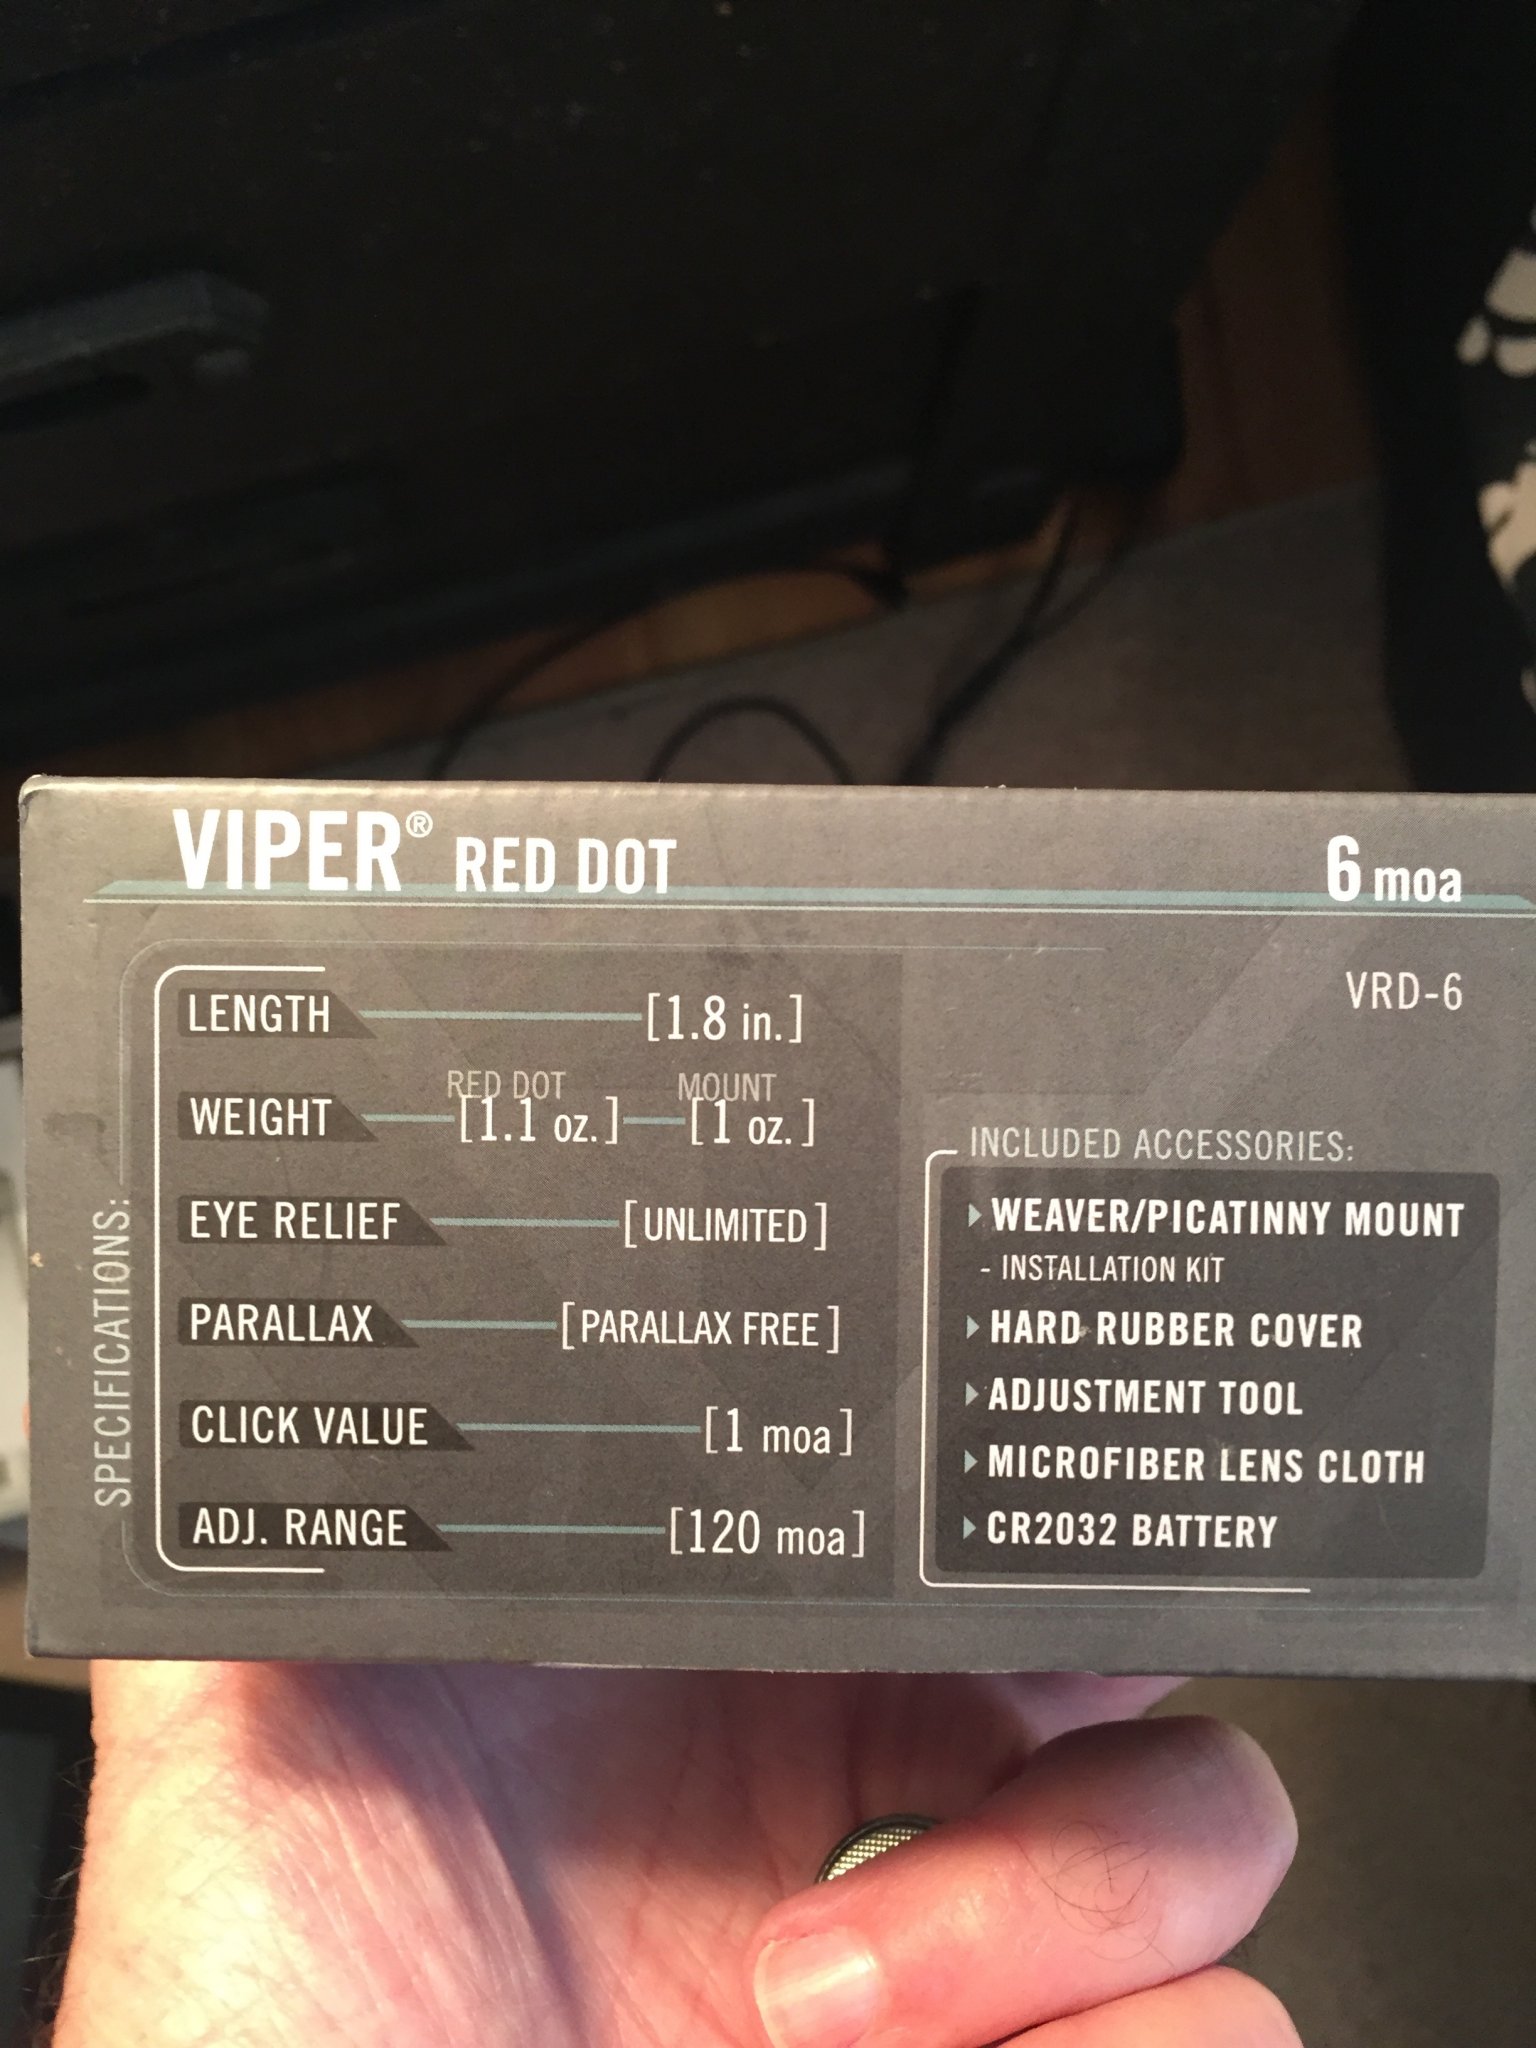 VIPER® RED DOT
6 moa
VRD-6
SPECIFICATIONS:
LENGTH [1.8 in.]
RED DOT MOUNT
WEIGHT [1.1 oz.] [1 oz.]
EYE RELIEF [UNLIMITED]
PARALLAX [PARALLAX FREE]
CLICK VALUE [1 moa]
ADJ. RANGE [120 moa]
INCLUDED ACCESSORIES:
WEAVER/PICATINNY MOUNT
- INSTALLATION KIT
HARD RUBBER COVER
ADJUSTMENT TOOL
MICROFIBER LENS CLOTH
CR2032 BATTERY